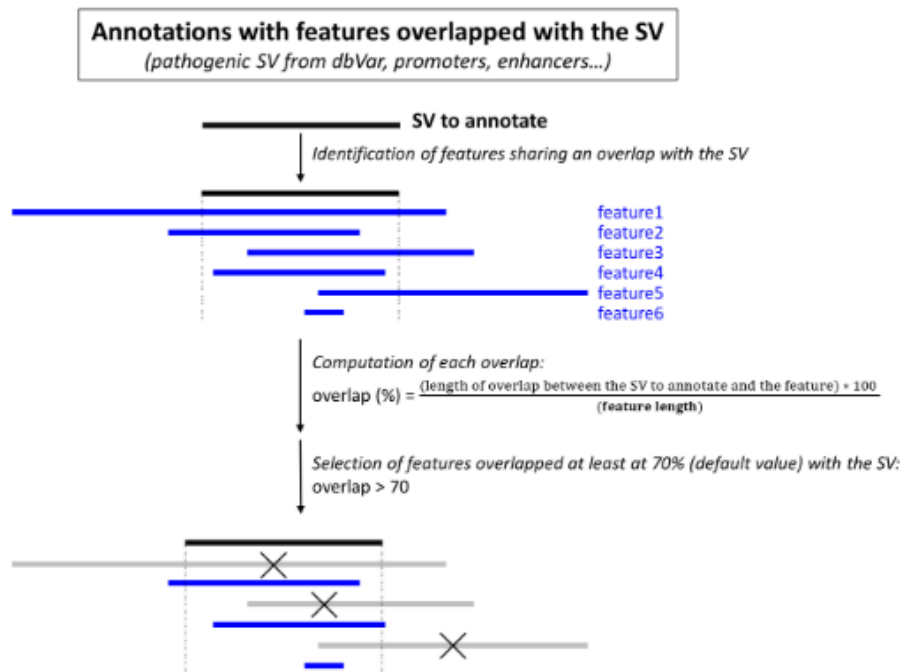 Annotations with features overlapped with the SV
(pathogenic SV from dbVar, promoters, enhancers...)
SV to annotate
Identification of features sharing an overlap with the SV
feature1
feature2
feature3
feature4
feature5
feature6
Computation of each overlap:
overlap (%) = (length of overlap between the SV to annotate and the feature) * 100
(feature length)
Selection of features overlapped at least at 70% (default value) with the SV:
overlap > 70